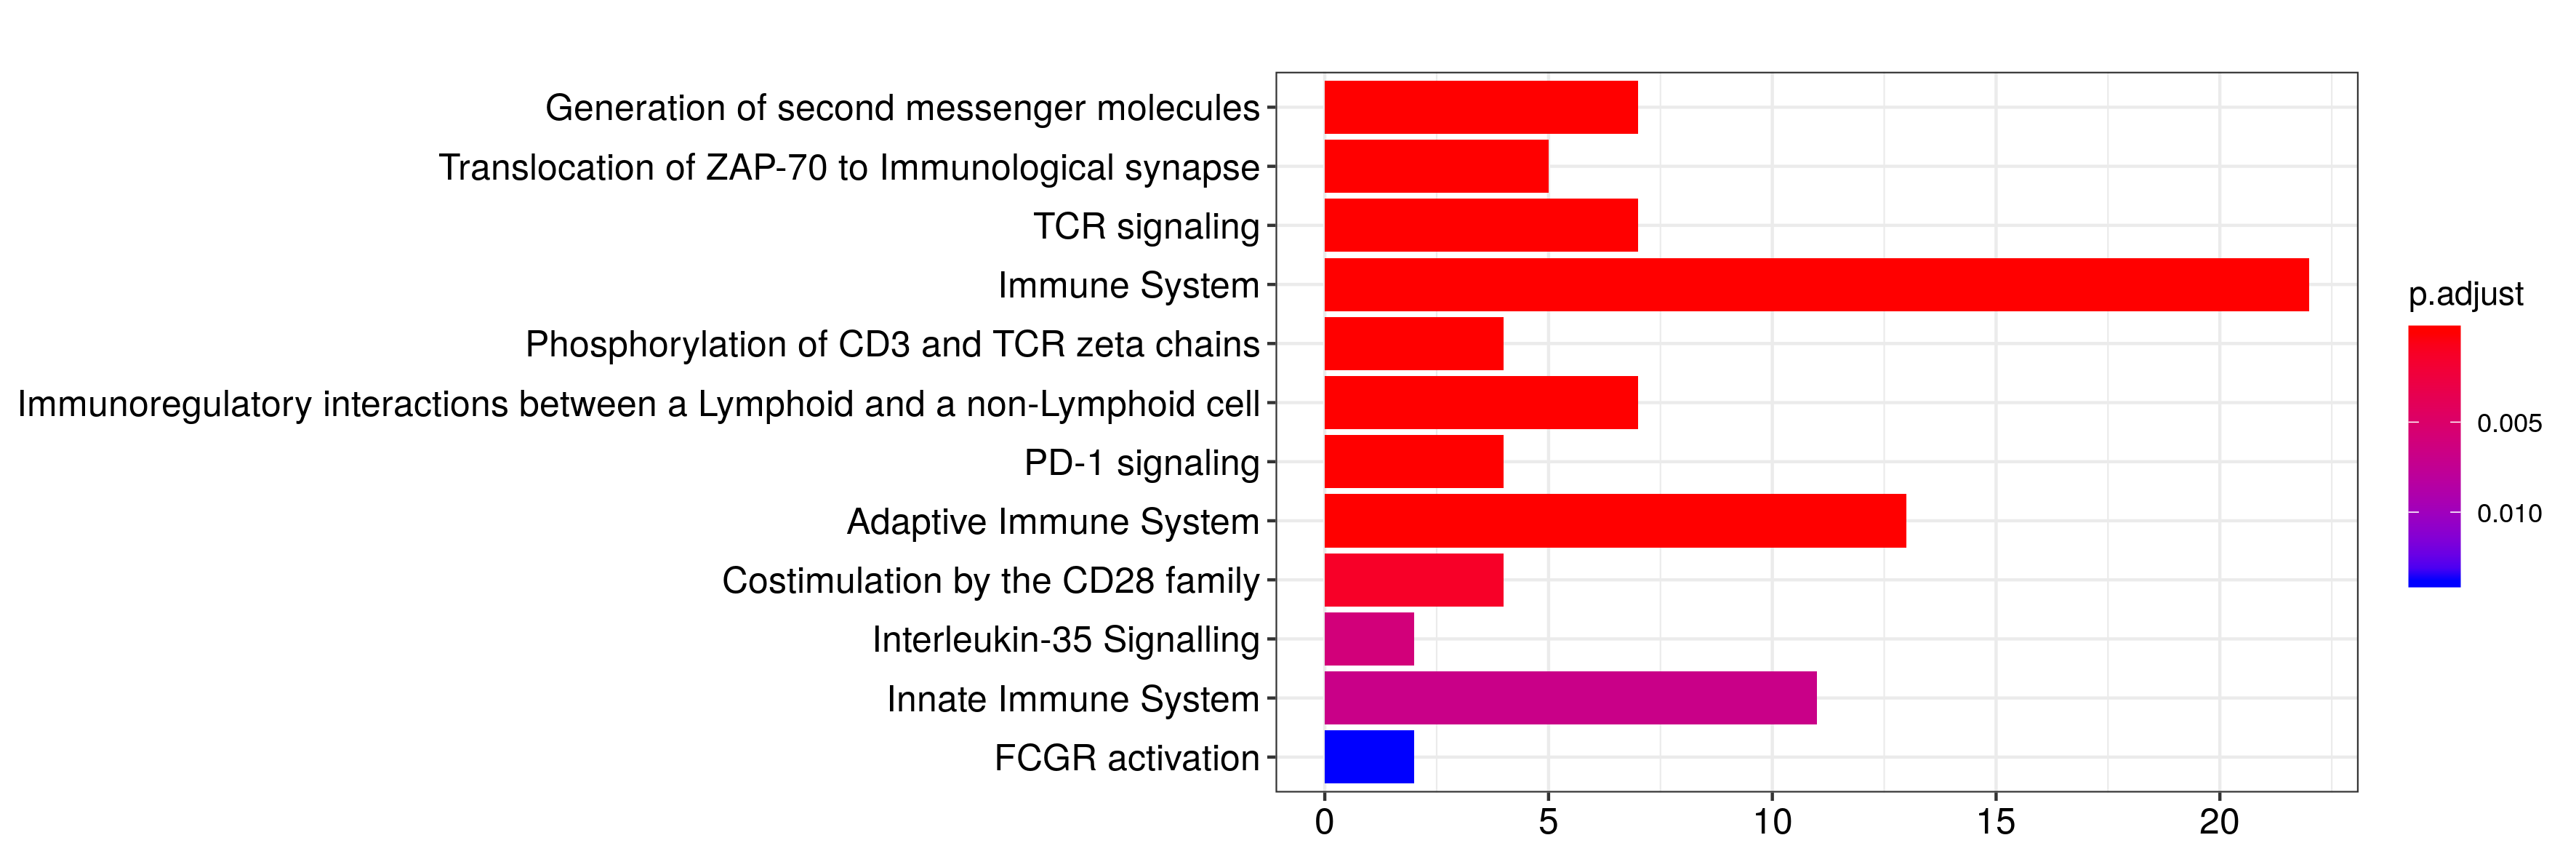 Generation of second messenger molecules
Translocation of ZAP-70 to Immunological synapse
TCR signaling
Immune System
Phosphorylation of CD3 and TCR zeta chains
Immunoregulatory interactions between a Lymphoid and a non-Lymphoid cell
PD-1 signaling
Adaptive Immune System
Costimulation by the CD28 family
Interleukin-35 Signalling
Innate Immune System
FCGR activation
0 5 10 15 20
p.adjust
0.005
0.010